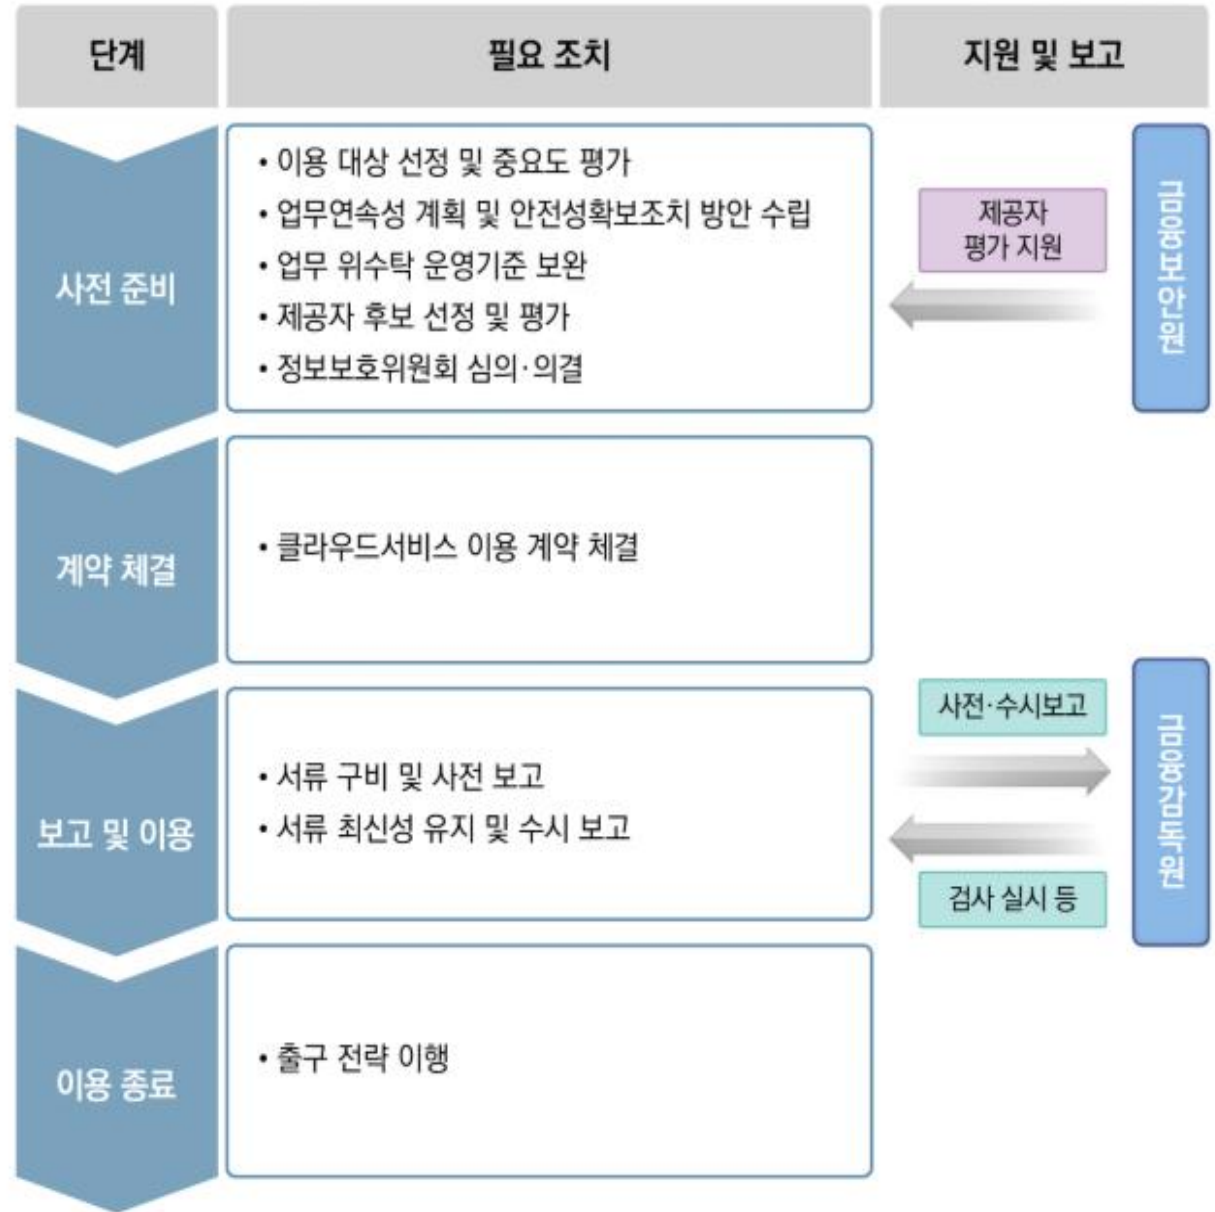 단계
필요 조치
지원 및 보고
사전 준비
• 이용 대상 선정 및 중요도 평가
• 업무연속성 계획 및 안전성확보조치 방안 수립
• 업무 위수탁 운영기준 보완
• 제공자 후보 선정 및 평가
• 정보보호위원회 심의·의결
제공자
평가 지원
금융보안원
계약 체결
• 클라우드서비스 이용 계약 체결
보고 및 이용
• 서류 구비 및 사전 보고
• 서류 최신성 유지 및 수시 보고
사전·수시보고
검사 실시 등
금융감독원
이용 종료
• 출구 전략 이행